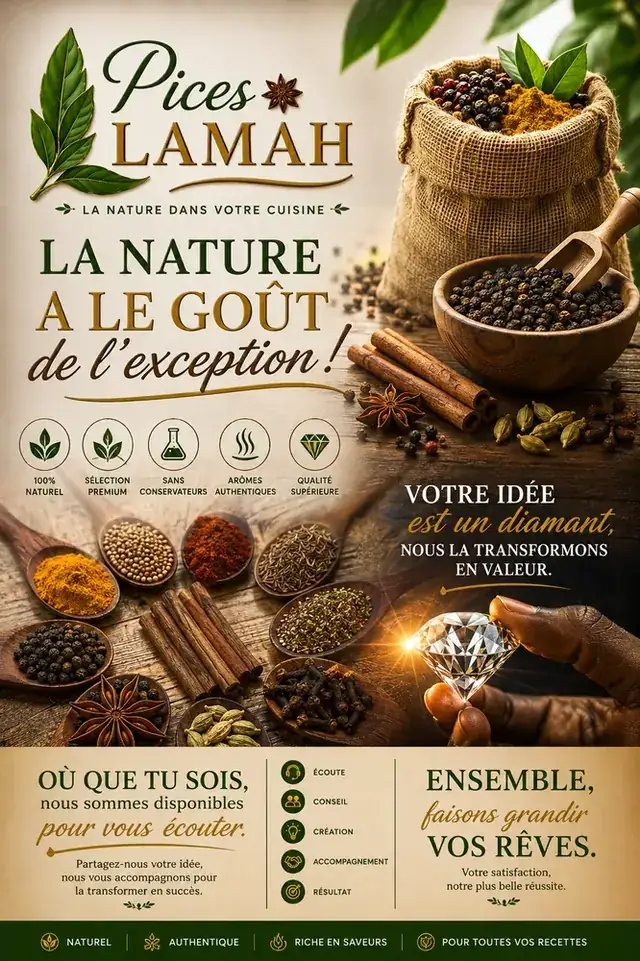 Pices
LAMAH
LA NATURE DANS VOTRE CUISINE
LA NATURE
A LE GOÛT
de l'exception !
100%
NATUREL
SÉLECTION
PREMIUM
SANS
CONSERVATEURS
ARÔMES
AUTHENTIQUES
QUALITÉ
SUPÉRIEURE
VOTRE IDÉE
est un diamant,
NOUS LA TRANSFORMONS
EN VALEUR.
OÙ QUE TU SOIS,
nous sommes disponibles
pour vous écouter.
Partagez-nous votre idée,
nous vous accompagnons pour
la transformer en succès.
ÉCOUTE
CONSEIL
CRÉATION
ACCOMPAGNEMENT
RÉSULTAT
ENSEMBLE,
faisons grandir
VOS RÊVES.
Votre satisfaction,
notre plus belle réussite.
NATUREL
AUTHENTIQUE
RICHE EN SAVEURS
POUR TOUTES VOS RECETTES